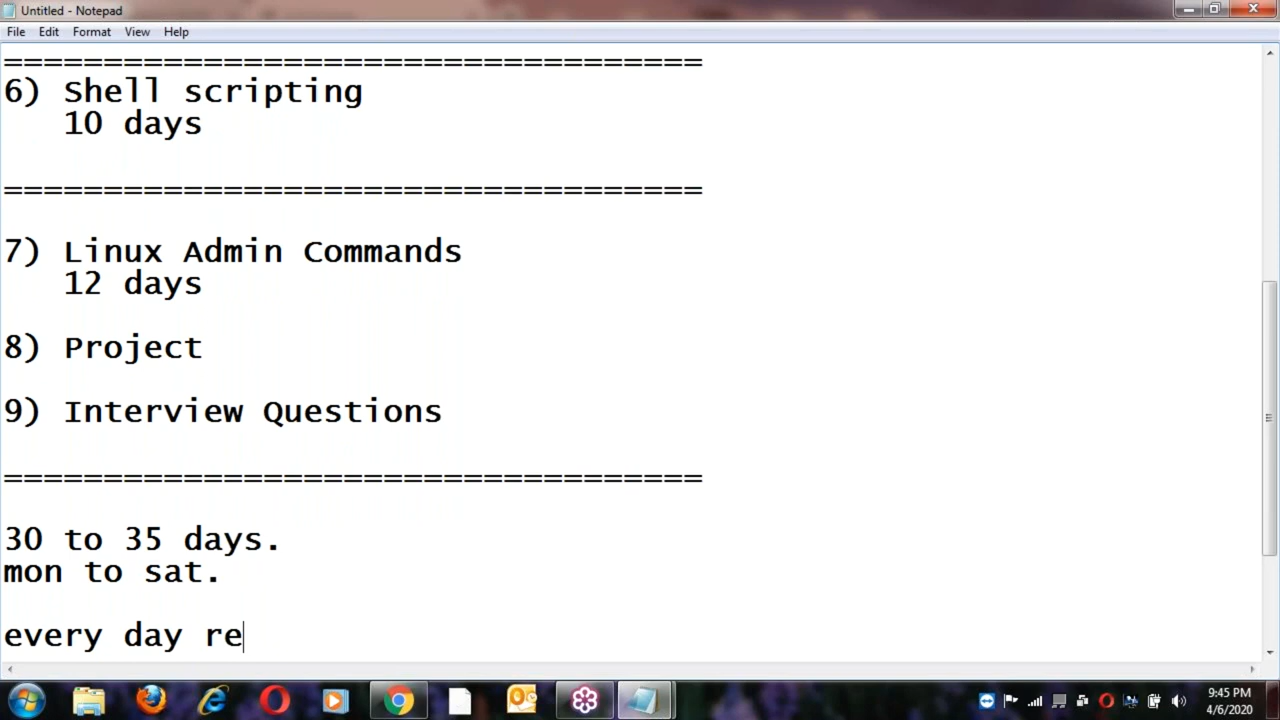 Untitled - Notepad
File Edit Format View Help
===================================
6) Shell scripting
10 days
===================================
7) Linux Admin Commands
12 days
8) Project
9) Interview Questions
===================================
30 to 35 days.
mon to sat.
every day re
9:45 PM
4/6/2020